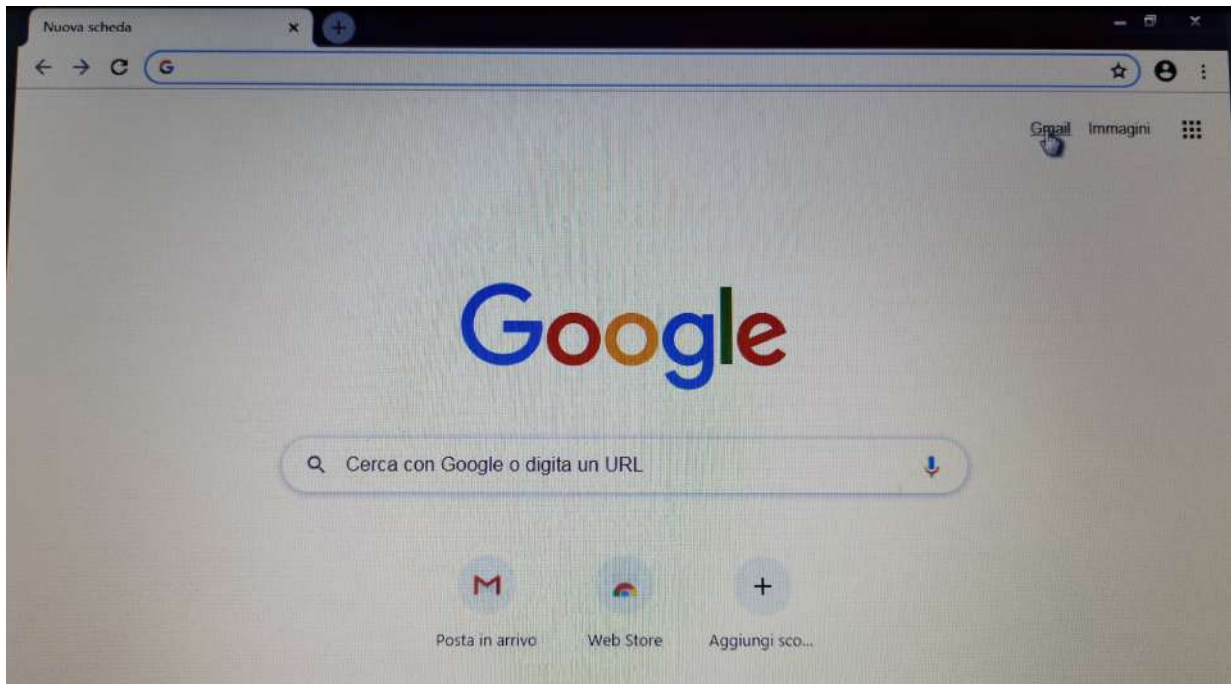 Nuova scheda
Gmail Immagini
Google
Cerca con Google o digita un URL
Posta in arrivo Web Store Aggiungi sco...